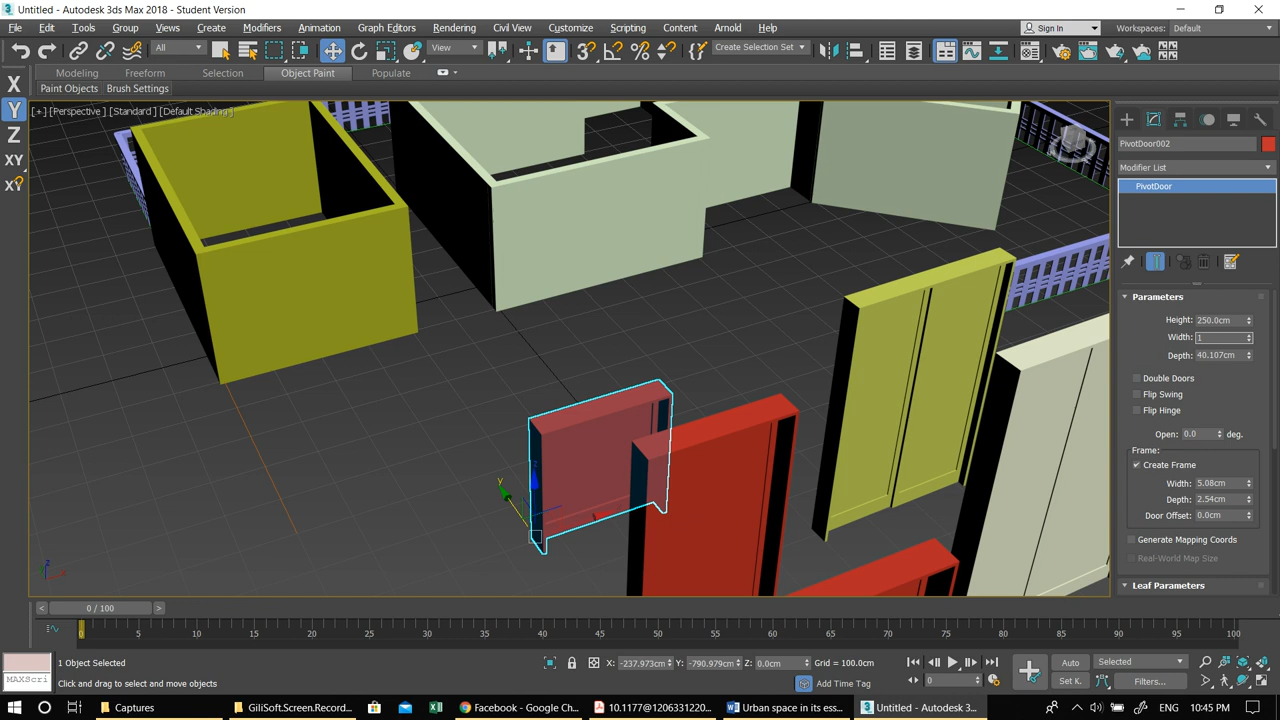 Untitled - Autodesk 3ds Max 2018 - Student Version
File Edit Tools Group Views Create Modifiers Animation Graph Editors Rendering Civil View Customize Scripting Content Arnold Help
Sign In Workspaces: Default
All View Create Selection Set
Modeling Freeform Selection Object Paint Populate
Paint Objects Brush Settings
[+] [Perspective ] [Standard ] [Default Shading ]
X
Y
Z
XY
XY
PivotDoor002
Modifier List
PivotDoor
Parameters
Height: 250.0cm
Width: 1
Depth: 40.107cm
Double Doors
Flip Swing
Flip Hinge
Open: 0.0 deg.
Frame:
Create Frame
Width: 5.08cm
Depth: 2.54cm
Door Offset: 0.0cm
Generate Mapping Coords
Real-World Map Size
Leaf Parameters
y
z
z
x
< 0 / 100 >
0 5 10 15 20 25 30 35 40 45 50 55 60 65 70 75 80 85 90 95 100
1 Object Selected
X: -237.973cm Y: -790.979cm Z: 0.0cm Grid = 100.0cm
Auto Selected
MAXScri
Click and drag to select and move objects
Add Time Tag
0
Set K. Filters...
Captures
GiliSoft.Screen.Record...
Facebook - Google Ch...
10.1177@1206331220...
Urban space in its ess...
Untitled - Autodesk 3...
10:45 PM